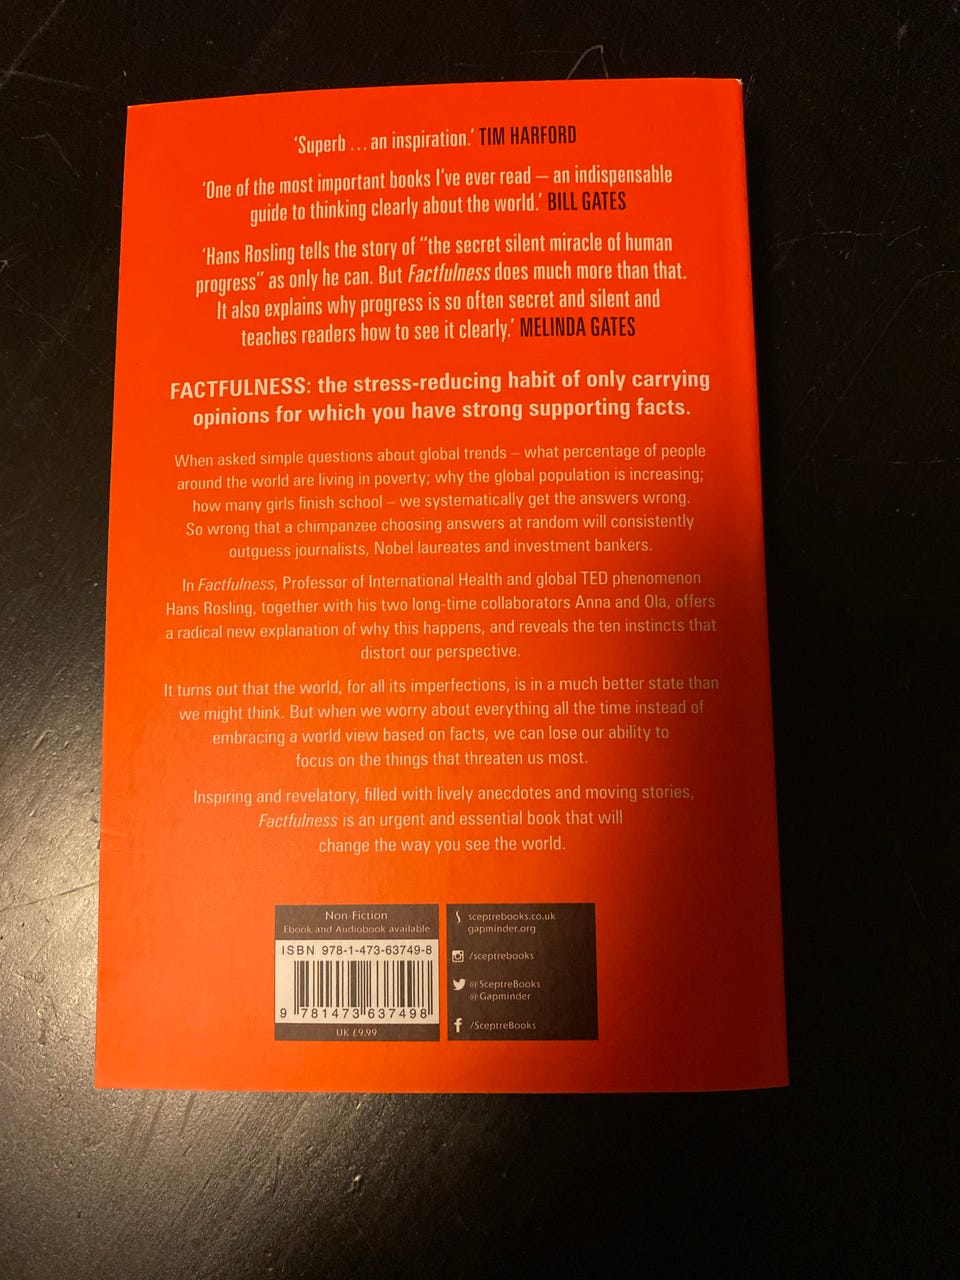 ‘Superb … an inspiration.’ TIM HARFORD
‘One of the most important books I’ve ever read – an indispensable
guide to thinking clearly about the world.’ BILL GATES
‘Hans Rosling tells the story of “the secret silent miracle of human
progress” as only he can. But Factfulness does much more than that.
It also explains why progress is so often secret and silent and
teaches readers how to see it clearly.’ MELINDA GATES
FACTFULNESS: the stress-reducing habit of only carrying
opinions for which you have strong supporting facts.
When asked simple questions about global trends – what percentage of people
around the world are living in poverty; why the global population is increasing;
how many girls finish school – we systematically get the answers wrong.
So wrong that a chimpanzee choosing answers at random will consistently
outguess journalists, Nobel laureates and investment bankers.
In Factfulness, Professor of International Health and global TED phenomenon
Hans Rosling, together with his two long-time collaborators Anna and Ola, offers
a radical new explanation of why this happens, and reveals the ten instincts that
distort our perspective.
It turns out that the world, for all its imperfections, is in a much better state than
we might think. But when we worry about everything all the time instead of
embracing a world view based on facts, we can lose our ability to
focus on the things that threaten us most.
Inspiring and revelatory, filled with lively anecdotes and moving stories,
Factfulness is an urgent and essential book that will
change the way you see the world.
Non-Fiction
Ebook and Audiobook available
ISBN 978-1-473-63749-8
9 781473 637498
UK £9.99
sceptrebooks.co.uk
gapminder.org
/sceptrebooks
@SceptreBooks
@Gapminder
/SceptreBooks